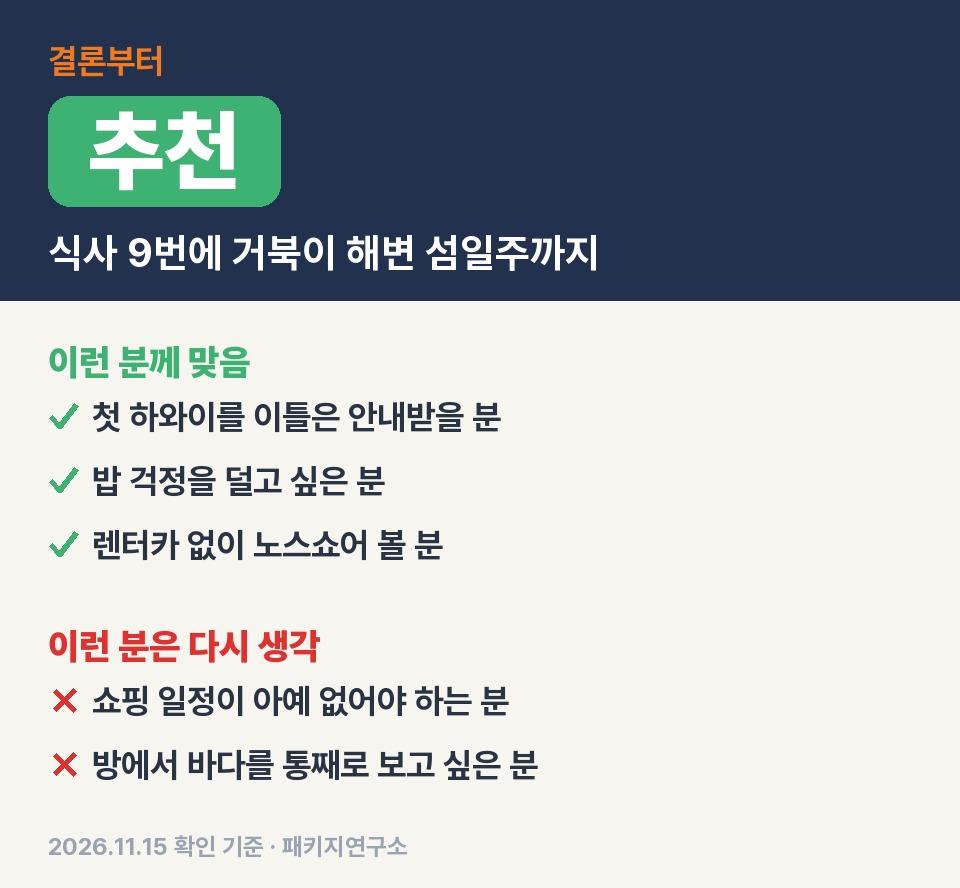 결론부터
추천
식사 9번에 거북이 해변 섬일주까지
이런 분께 맞음
첫 하와이를 이틀은 안내받을 분
밥 걱정을 덜고 싶은 분
렌터카 없이 노스쇼어 볼 분
이런 분은 다시 생각
쇼핑 일정이 아예 없어야 하는 분
방에서 바다를 통째로 보고 싶은 분
2026.11.15 확인 기준 · 패키지연구소